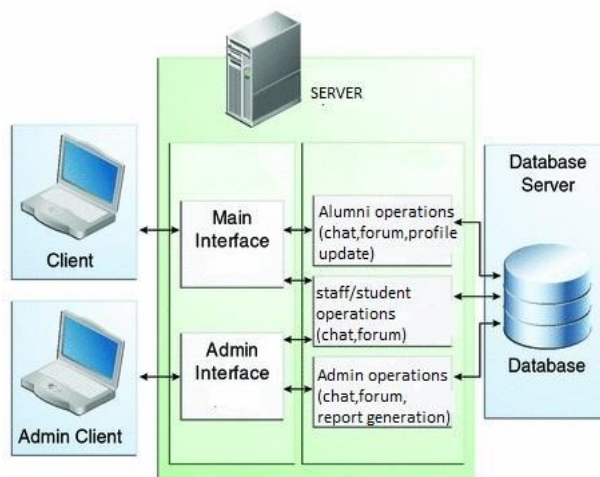 SERVER
Client
Admin Client
Main
Interface
Admin
Interface
Alumni operations
(chat,forum,profile
update)
staff/student
operations
(chat,forum)
Admin operations
(chat,forum,
report generation)
Database
Server
Database